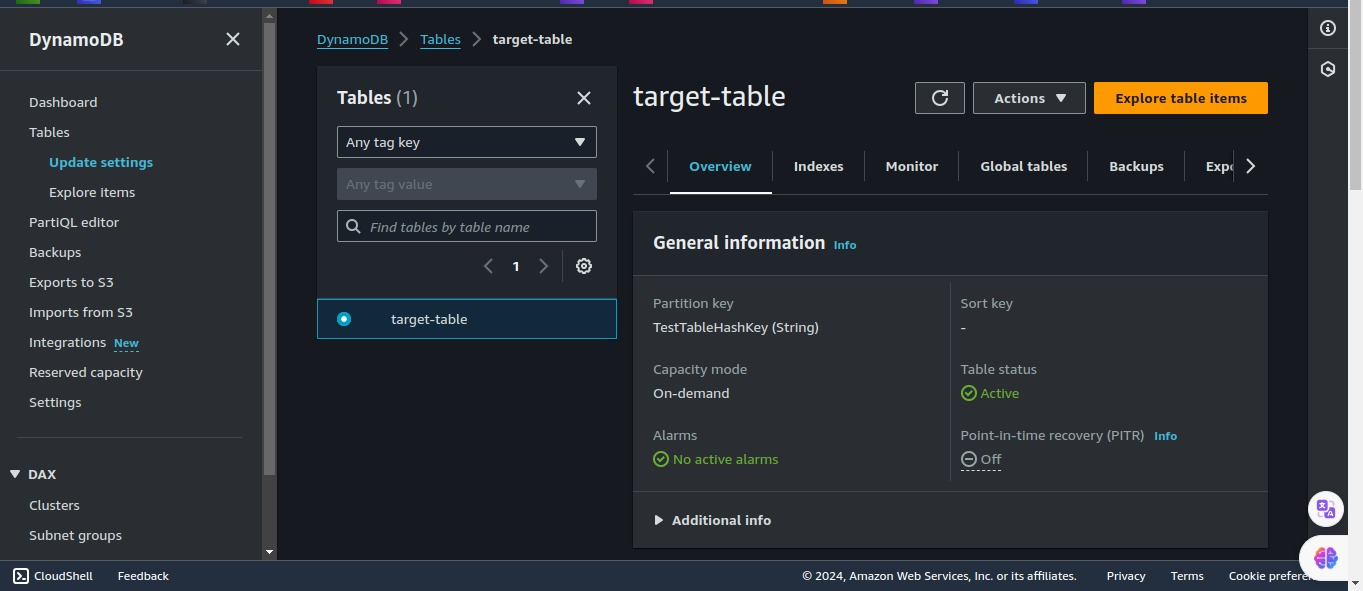 DynamoDB
Dashboard
Tables
Update settings
Explore items
PartiQL editor
Backups
Exports to S3
Imports from S3
Integrations New
Reserved capacity
Settings
DAX
Clusters
Subnet groups
DynamoDB Tables target-table
Tables (1)
Any tag key
Any tag value
Find tables by table name
1
target-table
target-table
Actions
Explore table items
Overview Indexes Monitor Global tables Backups Expo
General information Info
Partition key
TestTableHashKey (String)
Sort key
-
Capacity mode
On-demand
Table status
Active
Alarms
No active alarms
Point-in-time recovery (PITR) Info
Off
Additional info
CloudShell Feedback © 2024, Amazon Web Services, Inc. or its affiliates. Privacy Terms Cookie prefere